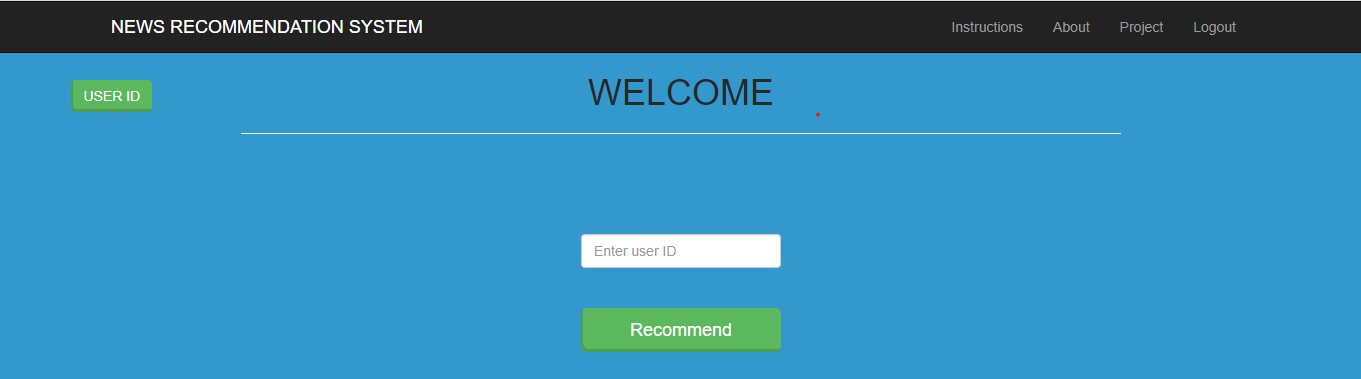 NEWS RECOMMENDATION SYSTEM Instructions About Project Logout
USER ID
WELCOME
Enter user ID
Recommend